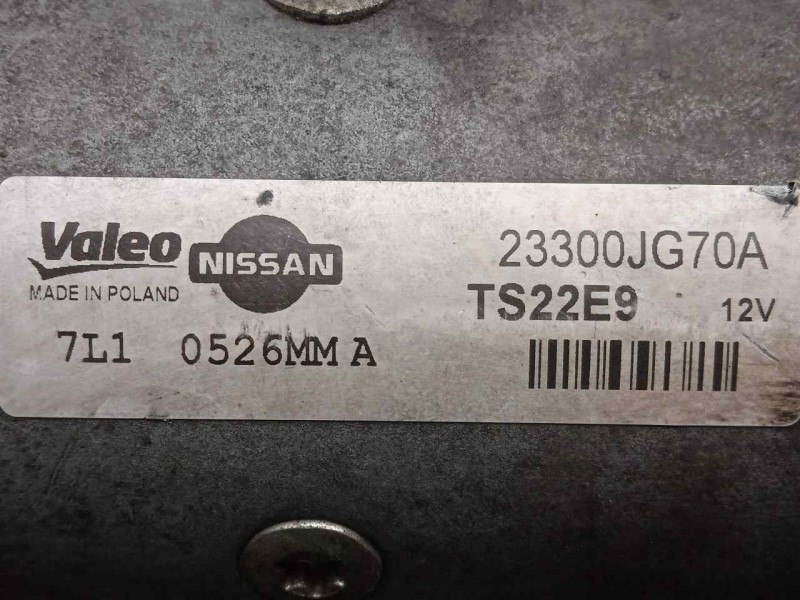 Valeo NISSAN 23300JG70A
MADE IN POLAND TS22E9 12V
7L1 0526MM A